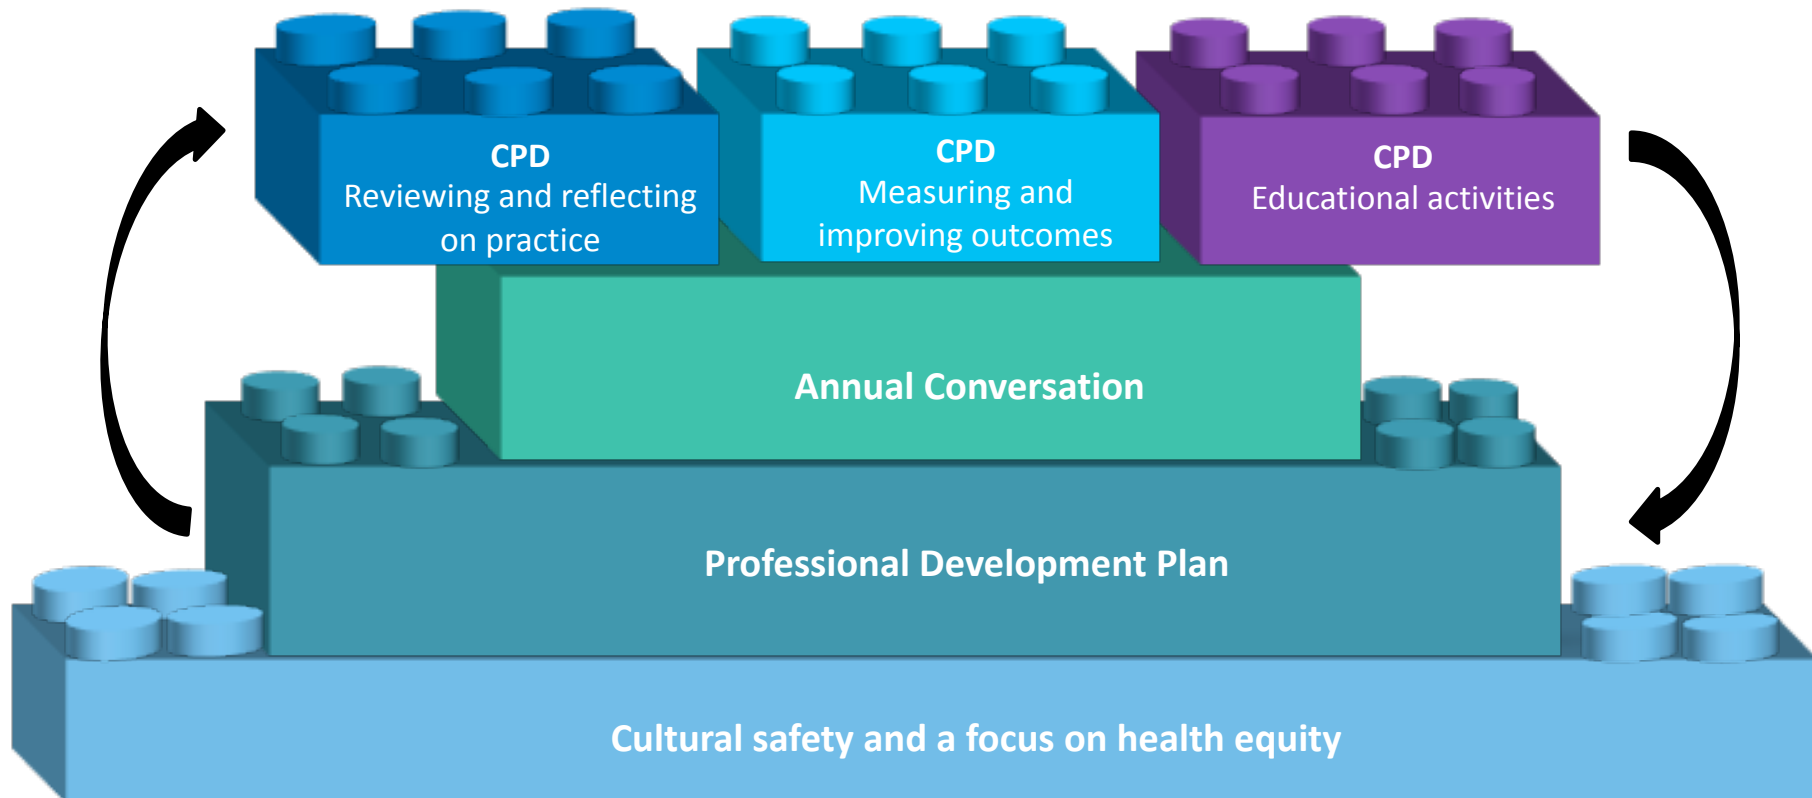 CPD
Reviewing and reflecting
on practice
CPD
Measuring and
improving outcomes
CPD
Educational activities
Annual Conversation
Professional Development Plan
Cultural safety and a focus on health equity